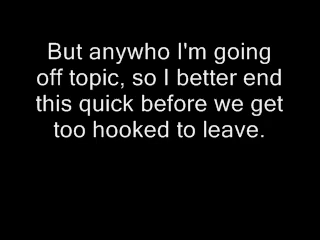 But anywho I'm going
off topic, so I better end
this quick before we get
too hooked to leave.